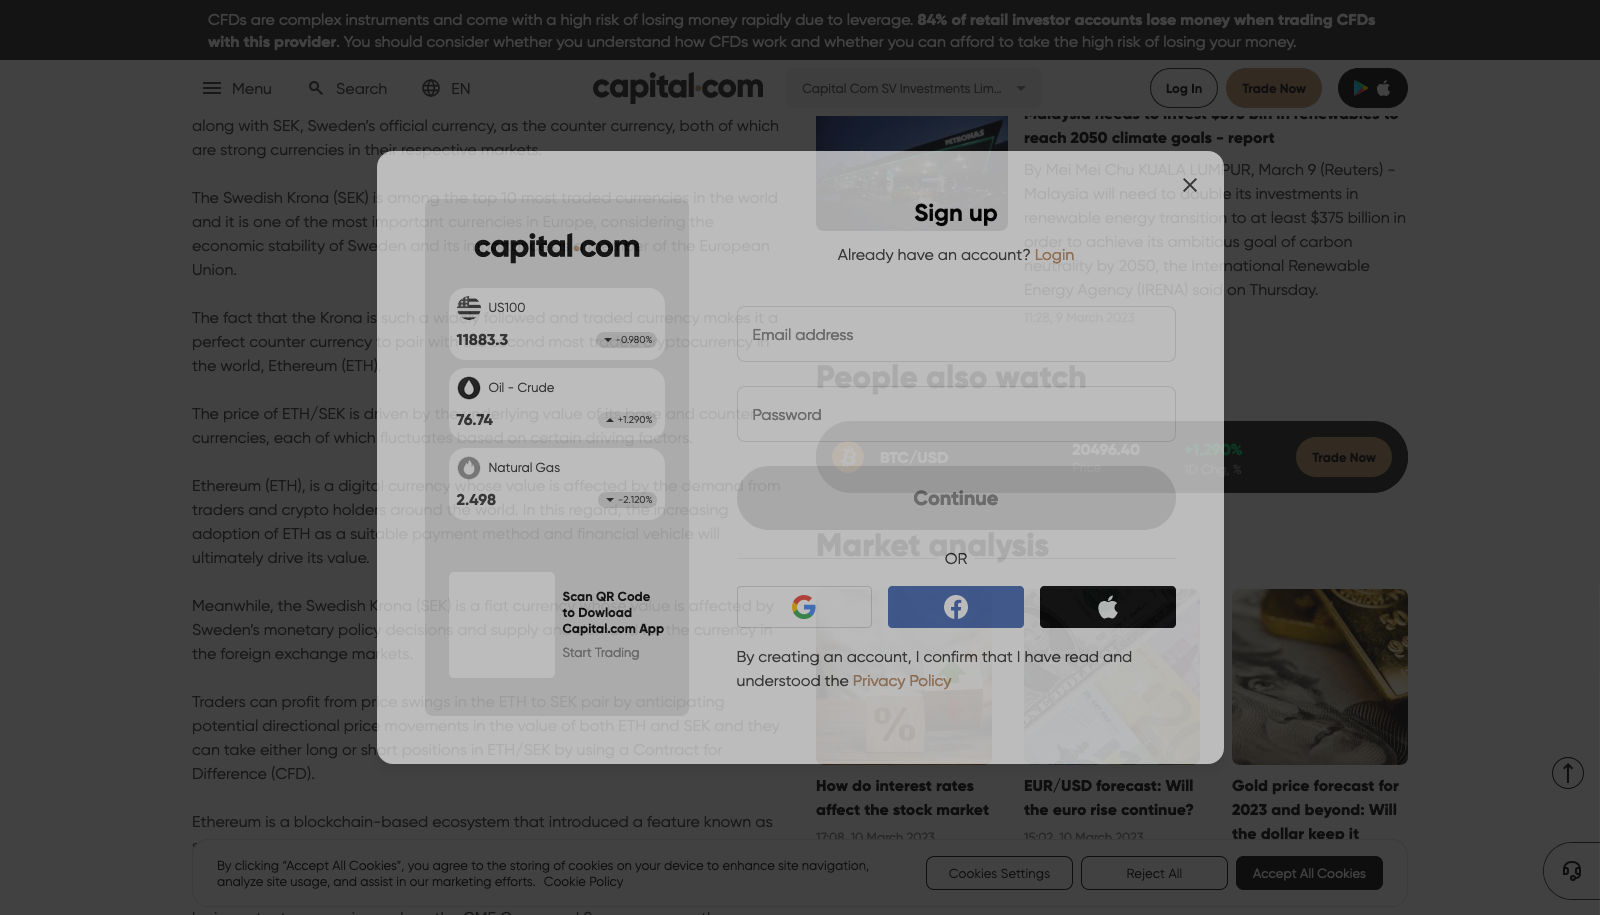 CFDs are complex instruments and come with a high risk of losing money rapidly due to leverage. 84% of retail investor accounts lose money when trading CFDs
with this provider. You should consider whether you understand how CFDs work and whether you can afford to take the high risk of losing your money.
Menu
Search
EN
capital.com
Capital Com SV Investments Lim...
Log In
Trade Now
along with SEK, Sweden's official currency, as the counter currency, both of which
are strong currencies in their respective markets.
The Swedish Krona (SEK) is among the top 10 most traded currencies in the world
and it is one of the most important currencies in Europe, considering the
economic stability of Sweden and its in er of the European
Union.
The fact that the Krona is such a widely followed and traded currency makes it a
perfect counter currency to pair with second most traded cryptocurrency in
the world, Ethereum (ETH).
The price of ETH/SEK is driven by the underlying value of its base and counter
currencies, each of which fluctuates based on certain driving factors.
Ethereum (ETH), is a digital currency whose value is affected by the demand from
traders and crypto holders around the world. In this regard, the increasing
adoption of ETH as a suitable payment method and financial vehicle will
ultimately drive its value.
Meanwhile, the Swedish Krona (SEK) is a fiat currency whose value is affected by
Sweden's monetary policy decisions and supply an the currency in
the foreign exchange markets.
Traders can profit from price swings in the ETH to SEK pair by anticipating
potential directional price movements in the value of both ETH and SEK and they
can take either long or short positions in ETH/SEK by using a Contract for
Difference (CFD).
Ethereum is a blockchain-based ecosystem that introduced a feature known as
PETRONAS
Malaysia needs to invest $375 bln in renewables to
reach 2050 climate goals - report
By Mei Mei Chu KUALA LUMPUR, March 9 (Reuters) -
Malaysia will need to double its investments in
renewable energy transition to at least $375 billion in
order to achieve its ambitious goal of carbon
neutrality by 2050, the International Renewable
Energy Agency (IRENA) said on Thursday.
11:28, 9 March 2023
People also watch
BTC/USD
20496.40
Price
+1.290%
1D Chg, %
Trade Now
Market analysis
%
How do interest rates
affect the stock market
17:08, 10 March 2023
EUR/USD forecast: Will
the euro rise continue?
15:02, 10 March 2023
Gold price forecast for
2023 and beyond: Will
the dollar keep it
capital.com
US100
11883.3
-0.980%
Oil - Crude
76.74
+1.290%
Natural Gas
2.498
-2.120%
Scan QR Code
to Dowload
Capital.com App
Start Trading
Sign up
Already have an account? Login
Email address
Password
Continue
OR
By creating an account, I confirm that I have read and
understood the Privacy Policy
By clicking "Accept All Cookies", you agree to the storing of cookies on your device to enhance site navigation,
analyze site usage, and assist in our marketing efforts. Cookie Policy
Cookies Settings
Reject All
Accept All Cookies